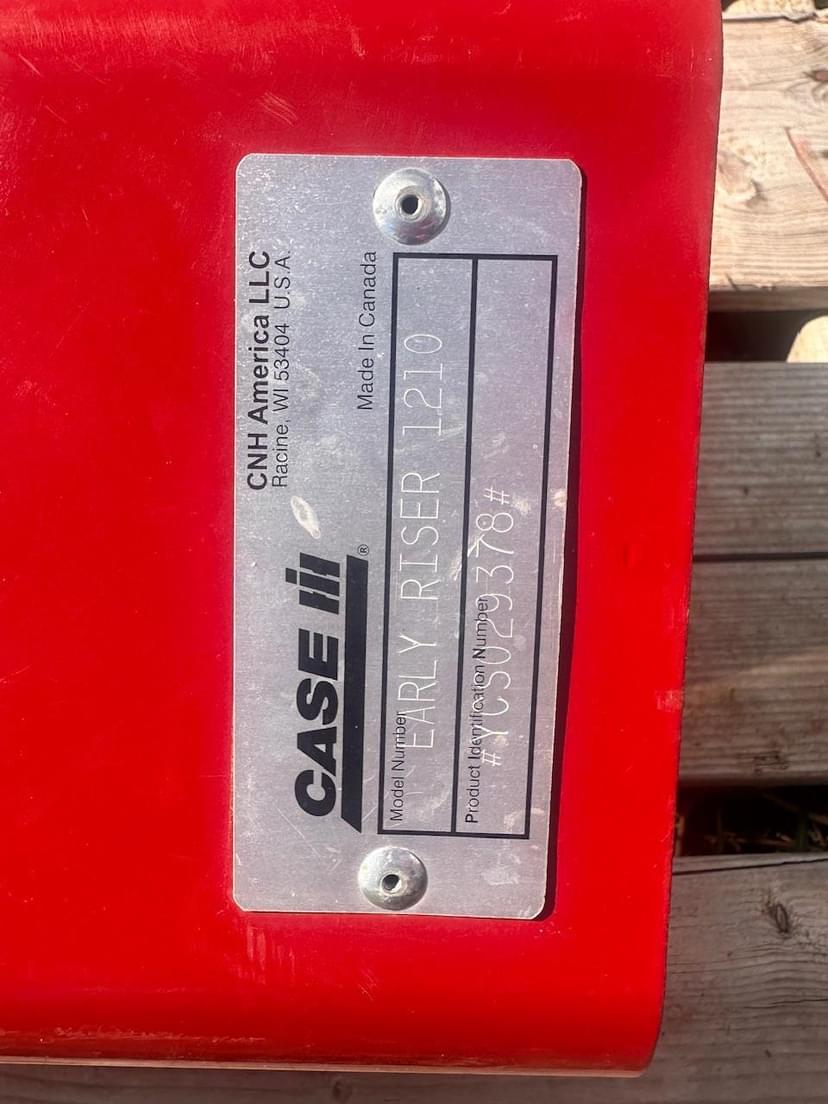 CNH America LLC
Racine, WI 53404 U.S.A.
CASE IH ®
Made In Canada
Model Number
EARLY RISER 1210
Product Identification Number
#YCS029378#